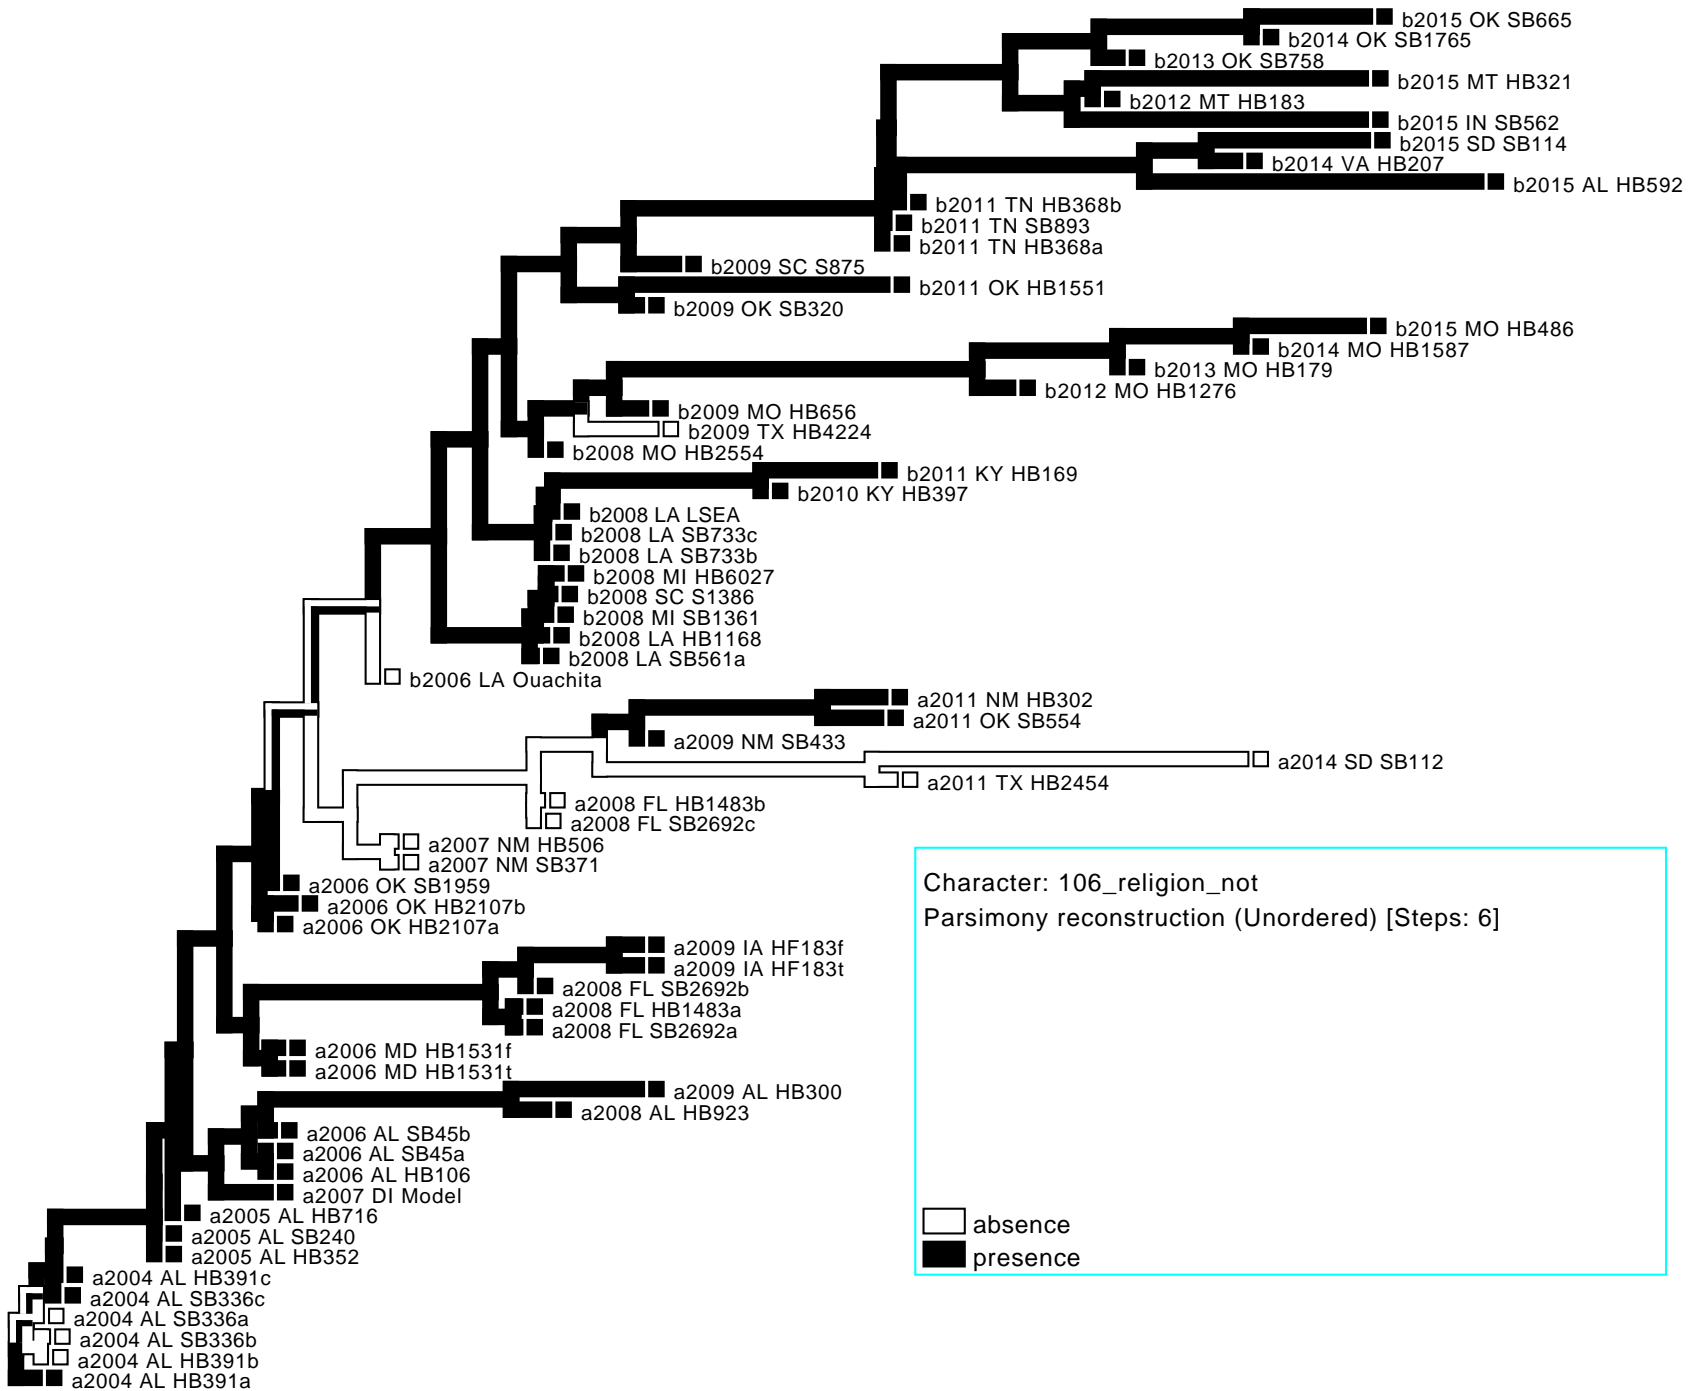 b2015 OK SB665
b2014 OK SB1765
b2013 OK SB758
b2015 MT HB321
b2012 MT HB183
b2015 IN SB562
b2015 SD SB114
b2014 VA HB207
b2015 AL HB592
b2011 TN HB368b
b2011 TN SB893
b2011 TN HB368a
b2009 SC S875
b2011 OK HB1551
b2009 OK SB320
b2015 MO HB486
b2014 MO HB1587
b2013 MO HB179
b2012 MO HB1276
b2009 MO HB656
b2009 TX HB4224
b2008 MO HB2554
b2011 KY HB169
b2010 KY HB397
b2008 LA LSEA
b2008 LA SB733c
b2008 LA SB733b
b2008 MI HB6027
b2008 SC S1386
b2008 MI SB1361
b2008 LA HB1168
b2008 LA SB561a
b2006 LA Ouachita
a2011 NM HB302
a2011 OK SB554
a2009 NM SB433
a2014 SD SB112
a2011 TX HB2454
a2008 FL HB1483b
a2008 FL SB2692c
a2007 NM HB506
a2007 NM SB371
a2006 OK SB1959
a2006 OK HB2107b
a2006 OK HB2107a
a2009 IA HF183f
a2009 IA HF183t
a2008 FL SB2692b
a2008 FL HB1483a
a2008 FL SB2692a
a2006 MD HB1531f
a2006 MD HB1531t
a2009 AL HB300
a2008 AL HB923
a2006 AL SB45b
a2006 AL SB45a
a2006 AL HB106
a2007 DI Model
a2005 AL HB716
a2005 AL SB240
a2005 AL HB352
a2004 AL HB391c
a2004 AL SB336c
a2004 AL SB336a
a2004 AL SB336b
a2004 AL HB391b
a2004 AL HB391a
Character: 106_religion_not
Parsimony reconstruction (Unordered) [Steps: 6]
absence
presence